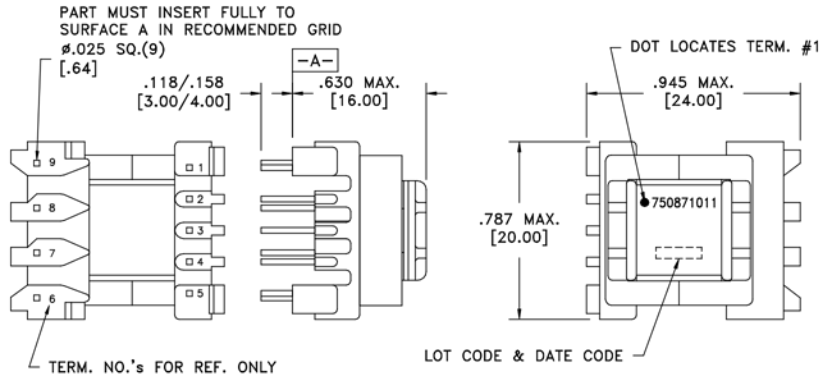 PART MUST INSERT FULLY TO
SURFACE A IN RECOMMENDED GRID
ø.025 SQ.(9)
[.64]
.118/.158
[3.00/4.00]
-A-
.630 MAX.
[16.00]
DOT LOCATES TERM. #1
.945 MAX.
[24.00]
9
8
7
6
1
2
3
4
5
.787 MAX.
[20.00]
750871011
TERM. NO.'s FOR REF. ONLY
LOT CODE & DATE CODE